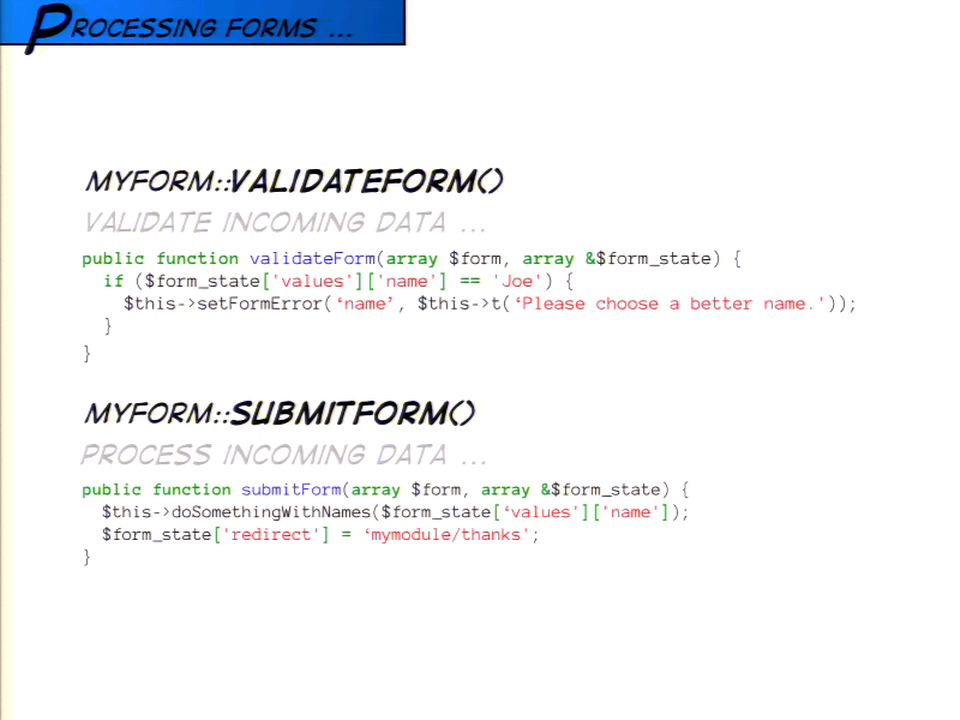 PROCESSING FORMS ...
MYFORM::VALIDATEFORM()
VALIDATE INCOMING DATA ...
public function validateForm(array $form, array &$form_state) {
if ($form_state['values']['name'] == 'Joe') {
$this->setFormError(‘name’, $this->t(‘Please choose a better name.'));
}
}
MYFORM::SUBMITFORM()
PROCESS INCOMING DATA ...
public function submitForm(array $form, array &$form_state) {
$this->doSomethingWithNames($form_state[‘values']['name']);
$form_state['redirect'] = ‘mymodule/thanks';
}